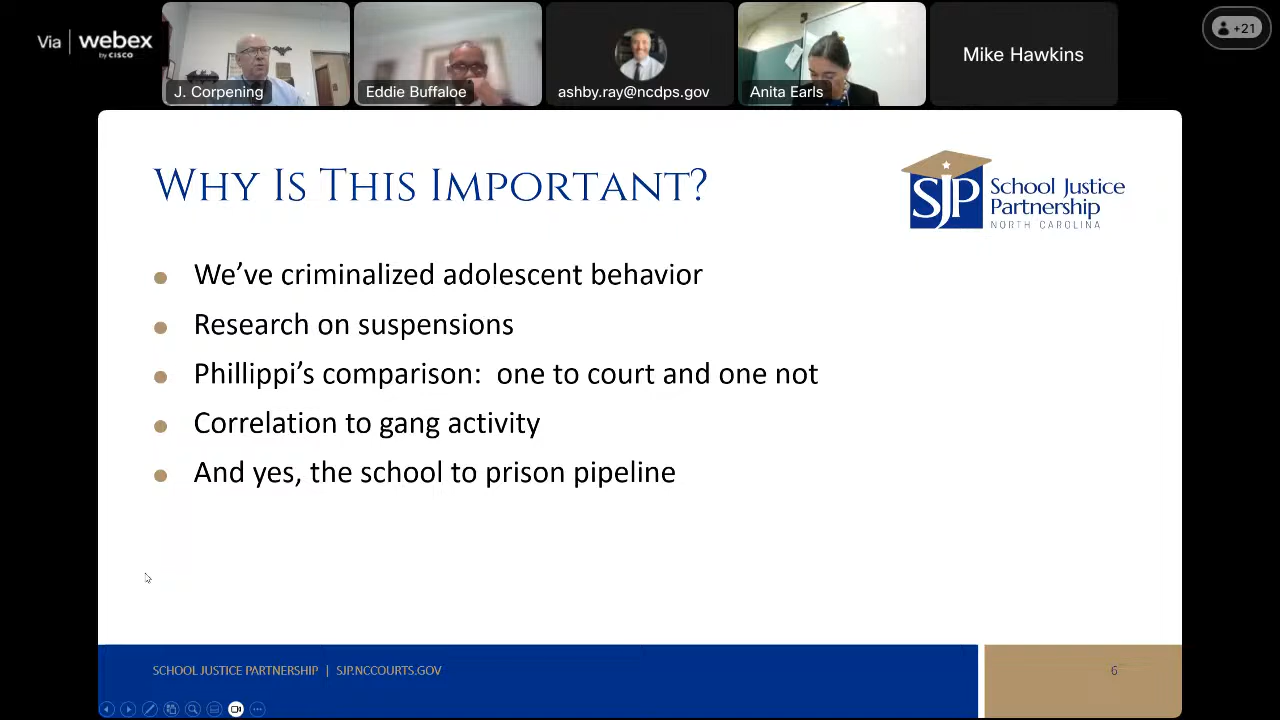 Via | webex
by CISCO
J. Corpening
Eddie Buffaloe
ashby.ray@ncdps.gov
Anita Earls
Mike Hawkins
+21
Why Is This Important?
SJP
School Justice
Partnership
NORTH CAROLINA
We've criminalized adolescent behavior
Research on suspensions
Phillippi's comparison:  one to court and one not
Correlation to gang activity
And yes, the school to prison pipeline
SCHOOL JUSTICE PARTNERSHIP | SJP.NCCOURTS.GOV
6